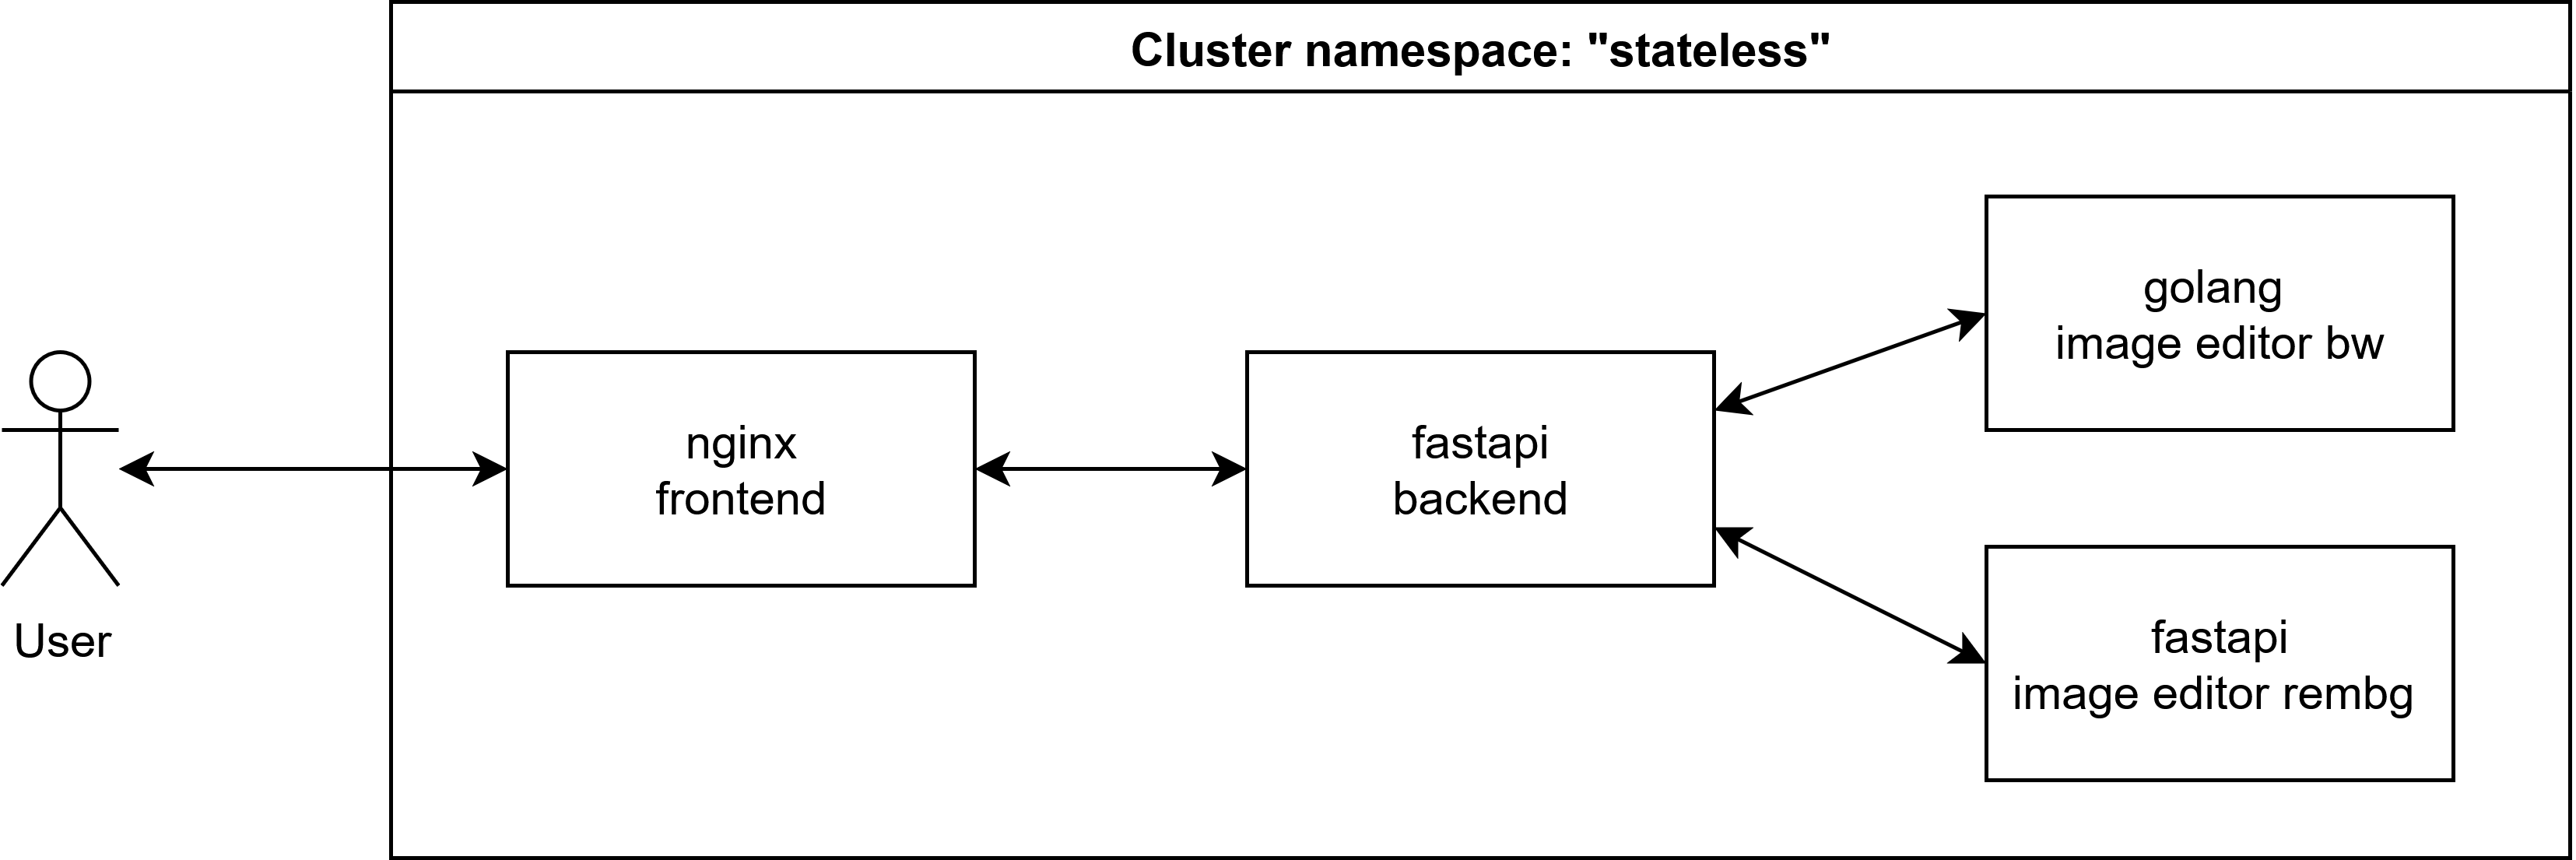 Cluster namespace: "stateless"
User
nginx
frontend
fastapi
backend
golang
image editor bw
fastapi
image editor rembg